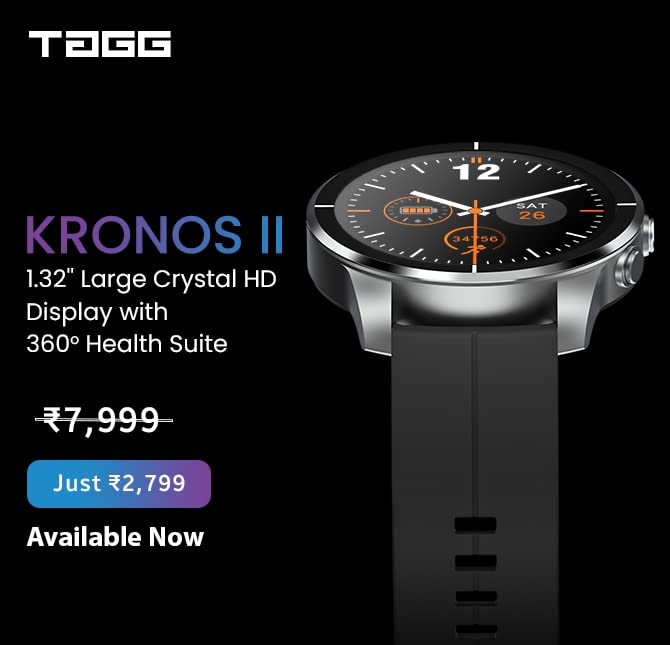 TAGG
KRONOS II
1.32" Large Crystal HD
Display with
360° Health Suite
₹7,999
Just ₹2,799
Available Now
12
SAT
26
34756